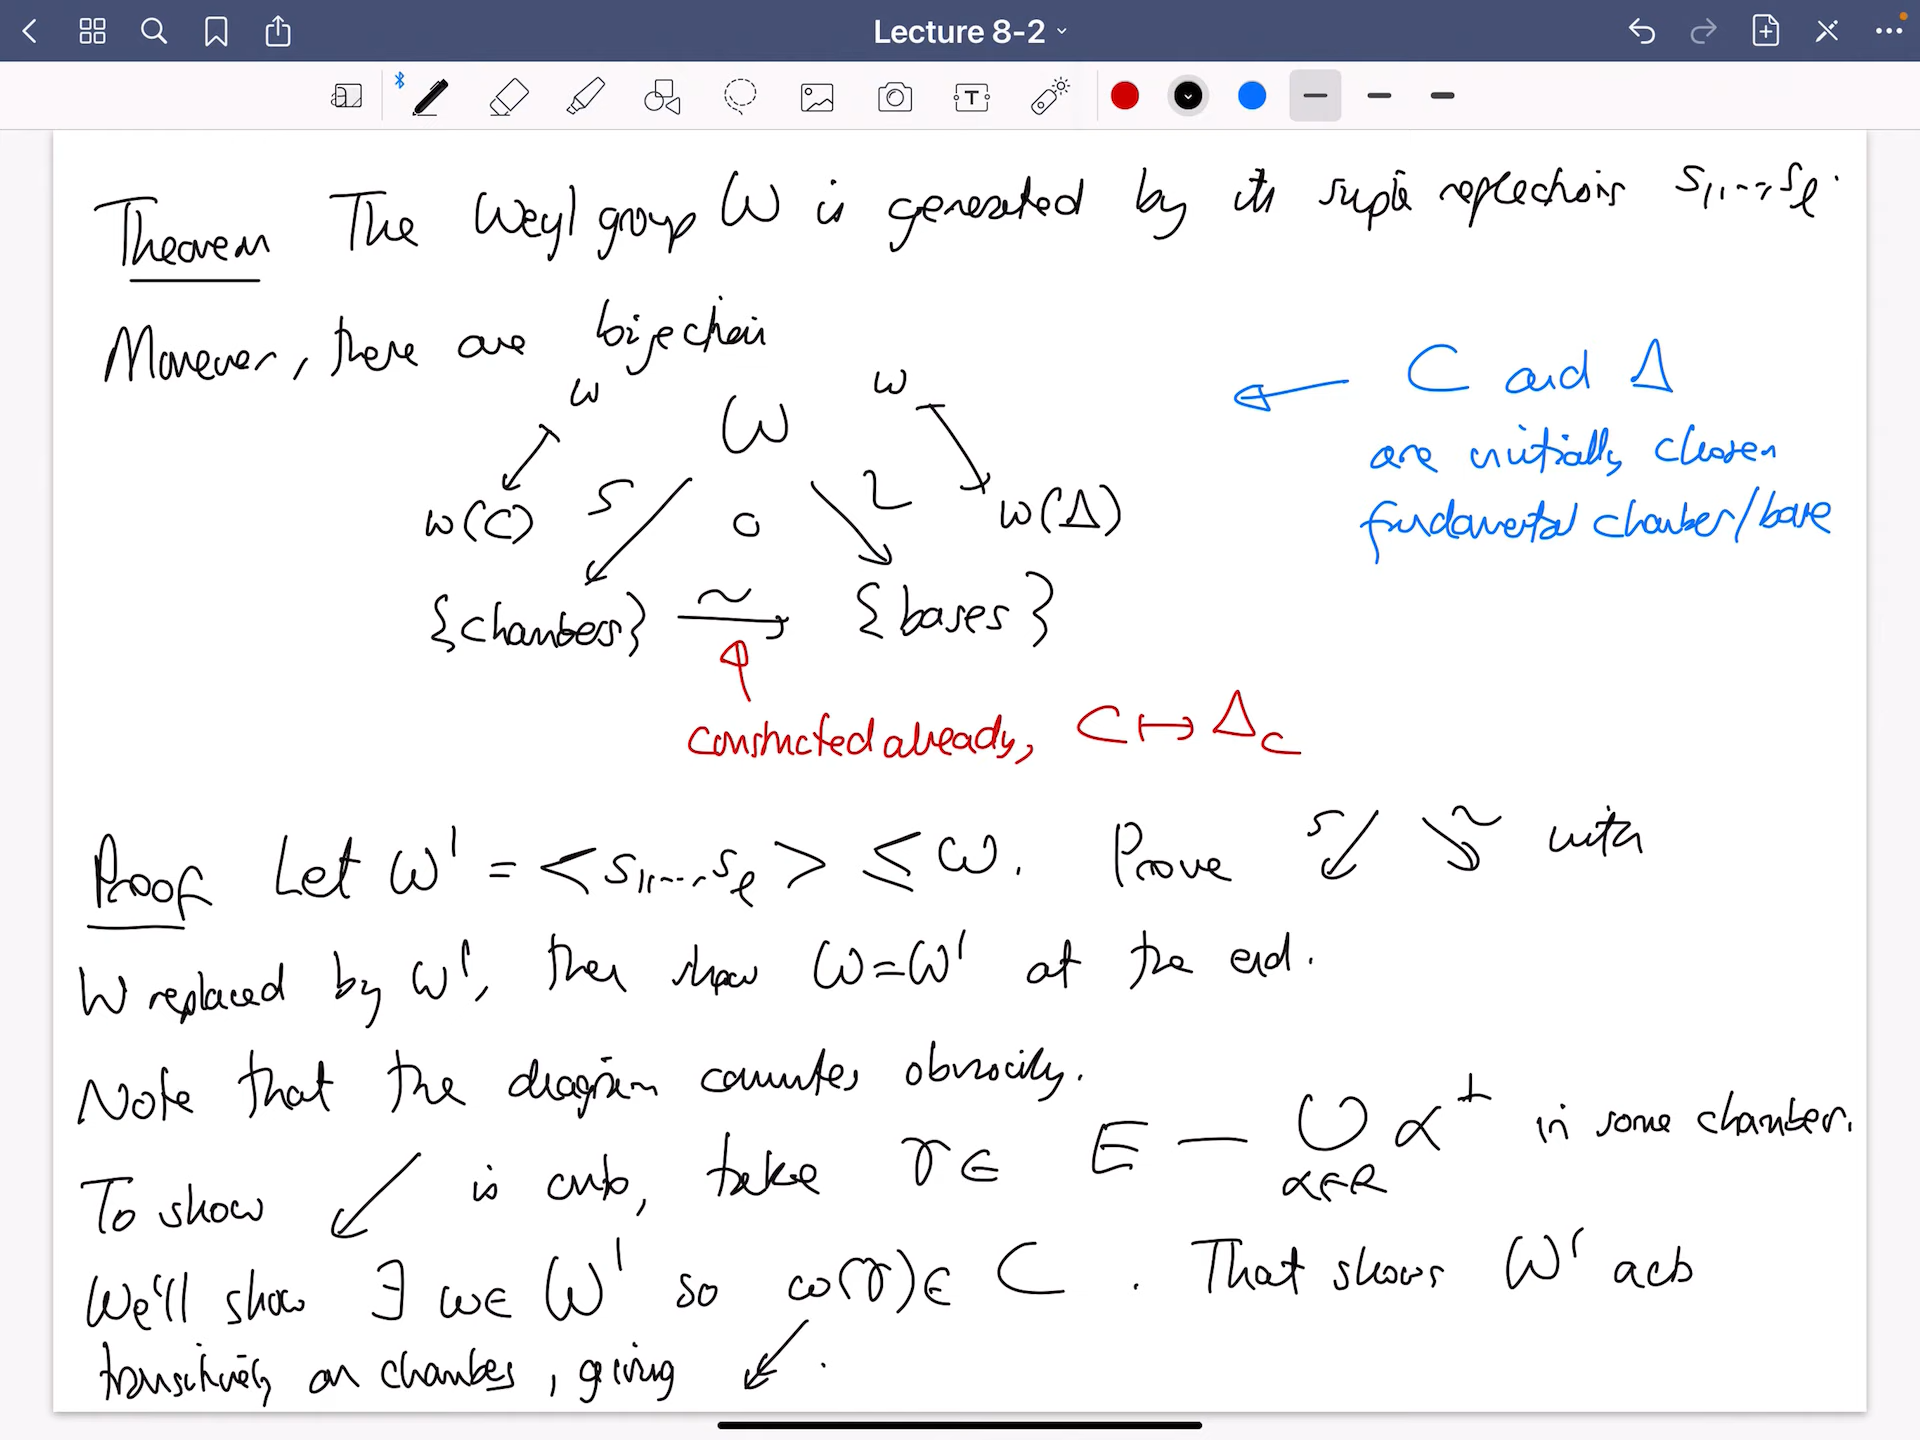 Lecture 8-2
Theorem The Weyl group W is generated by its simple reflections s₁,...,sℓ.
Moreover, there are bijection
w W w
w(C) ∼ ↻ ∼ w(Δ)
{chambers} ⥲ {bases}
constructed already, C ↦ Δ_C
← C and Δ
are initially chosen
fundamental chamber/base
Proof Let W' = <s₁,...,sℓ> ≤ W. Prove ∼↙ ↘∼ with
W replaced by W', then show W=W' at the end.
Note that the diagram commutes obviously.
To show ↙ is onto, take γ ∈ E − ∪_{α∈R} α^⊥ in some chamber.
We'll show ∃ w ∈ W' so w(γ) ∈ C. That shows W' acts
transitively on chambers, giving ↙.